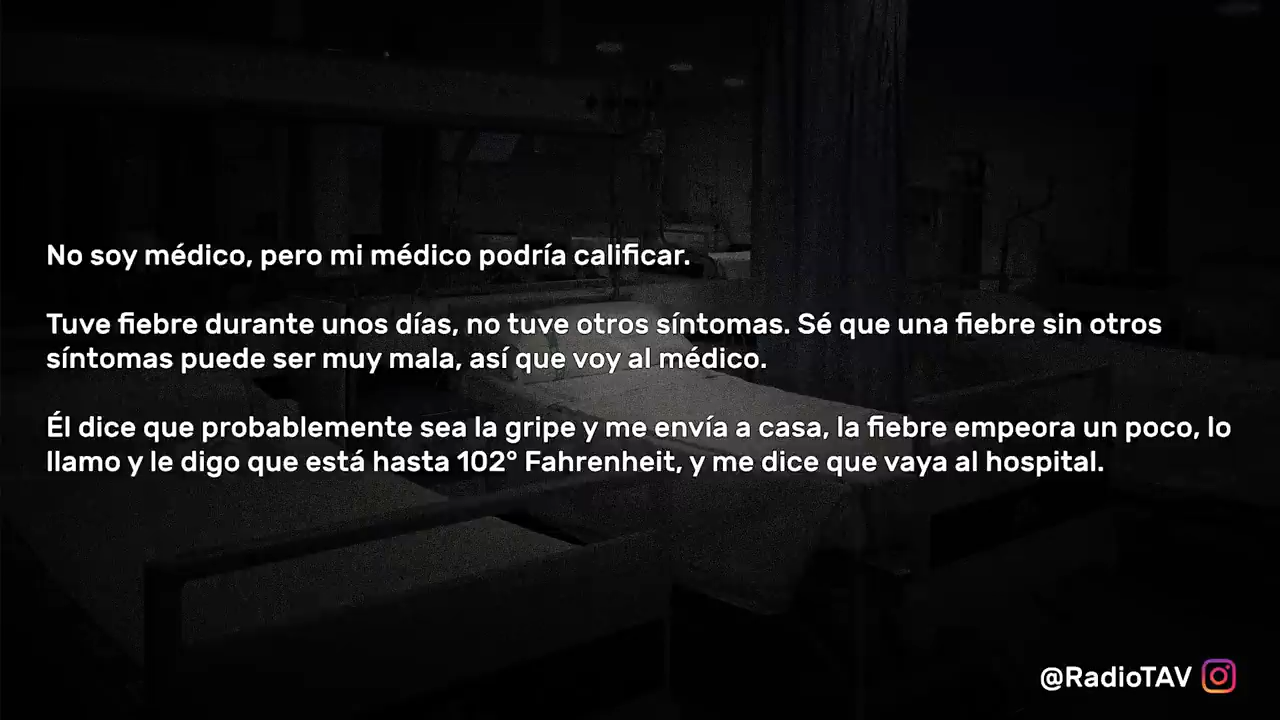 No soy médico, pero mi médico podría calificar.
Tuve fiebre durante unos días, no tuve otros síntomas. Sé que una fiebre sin otros
síntomas puede ser muy mala, así que voy al médico.
Él dice que probablemente sea la gripe y me envía a casa, la fiebre empeora un poco, lo
llamo y le digo que está hasta 102° Fahrenheit, y me dice que vaya al hospital.
@RadioTAV